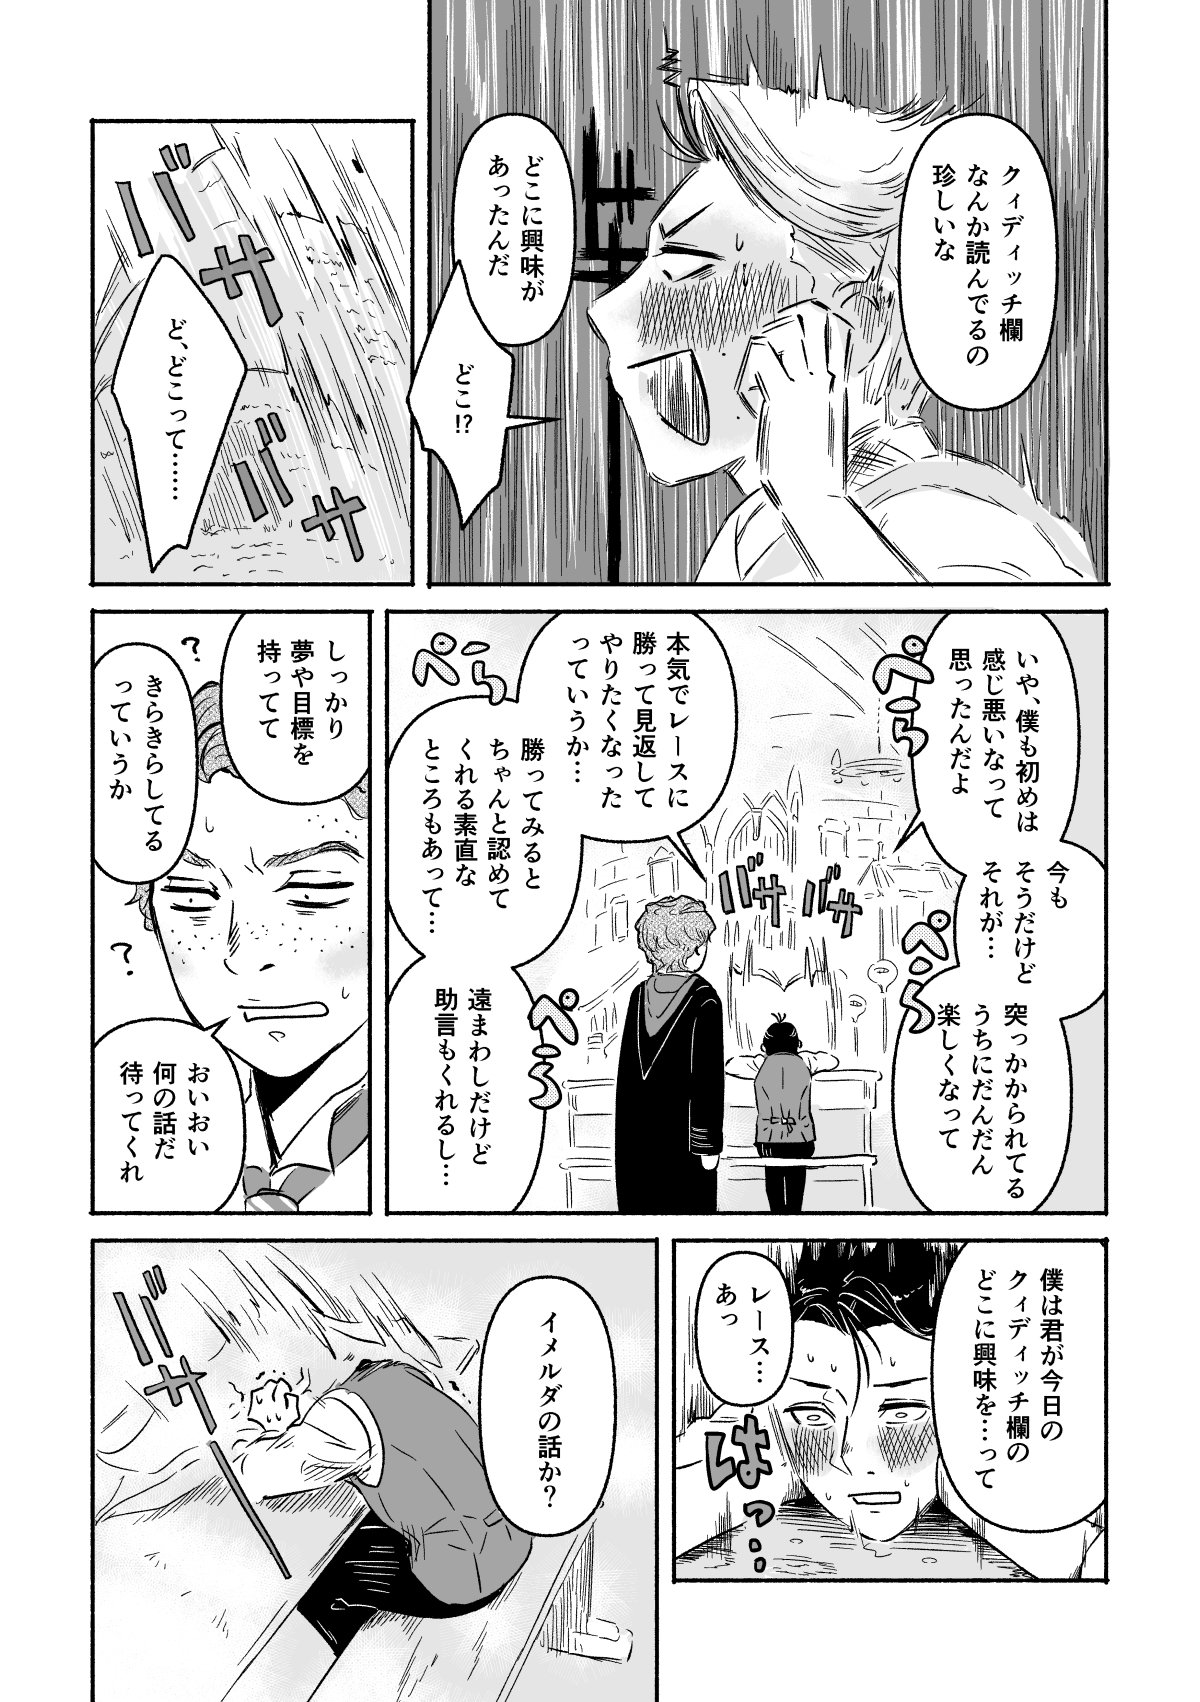 クィディッチ欄
なんか読んでるの
珍しいな
どこに興味が
あったんだ
どこ!?
バサ
バサ
ど、どこって……
いや、僕も初めは
感じ悪いなって
思ったんだよ
今も
そうだけど
それが…
突っかかられてる
うちにだんだん
楽しくなって
ぺら
ぺら
本気でレースに
勝って見返して
やりたくなった
っていうか…
勝ってみると
ちゃんと認めて
くれる素直な
ところもあって…
遠まわしだけど
助言もくれるし…
ぺら
ぺら
バサ
バサ
しっかり
夢や目標を
持ってて
きらきらしてる
っていうか
?
?
おいおい
何の話だ
待ってくれ
僕は君が今日の
クィディッチ欄の
どこに興味を…って
レース…
あっ
はっ…
イメルダの話か?
バサ